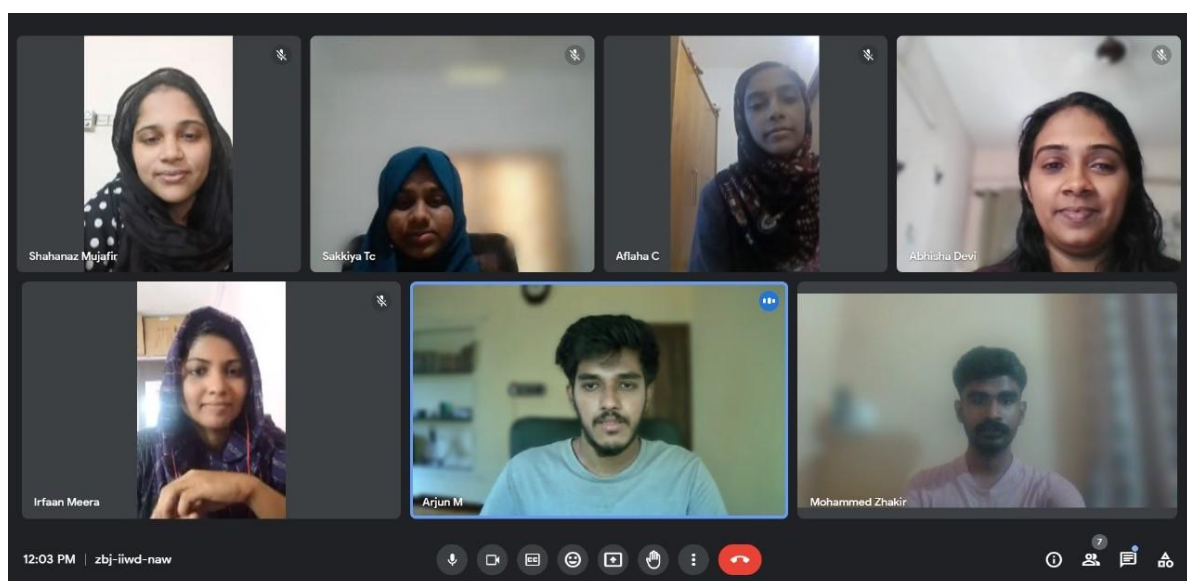 Shahanaz Mujafir
Sakkiya Tc
Aflaha C
Abhisha Devi
Irfaan Meera
Arjun M
Mohammed Zhakir
12:03 PM | zbj-iiwd-naw
CC
7